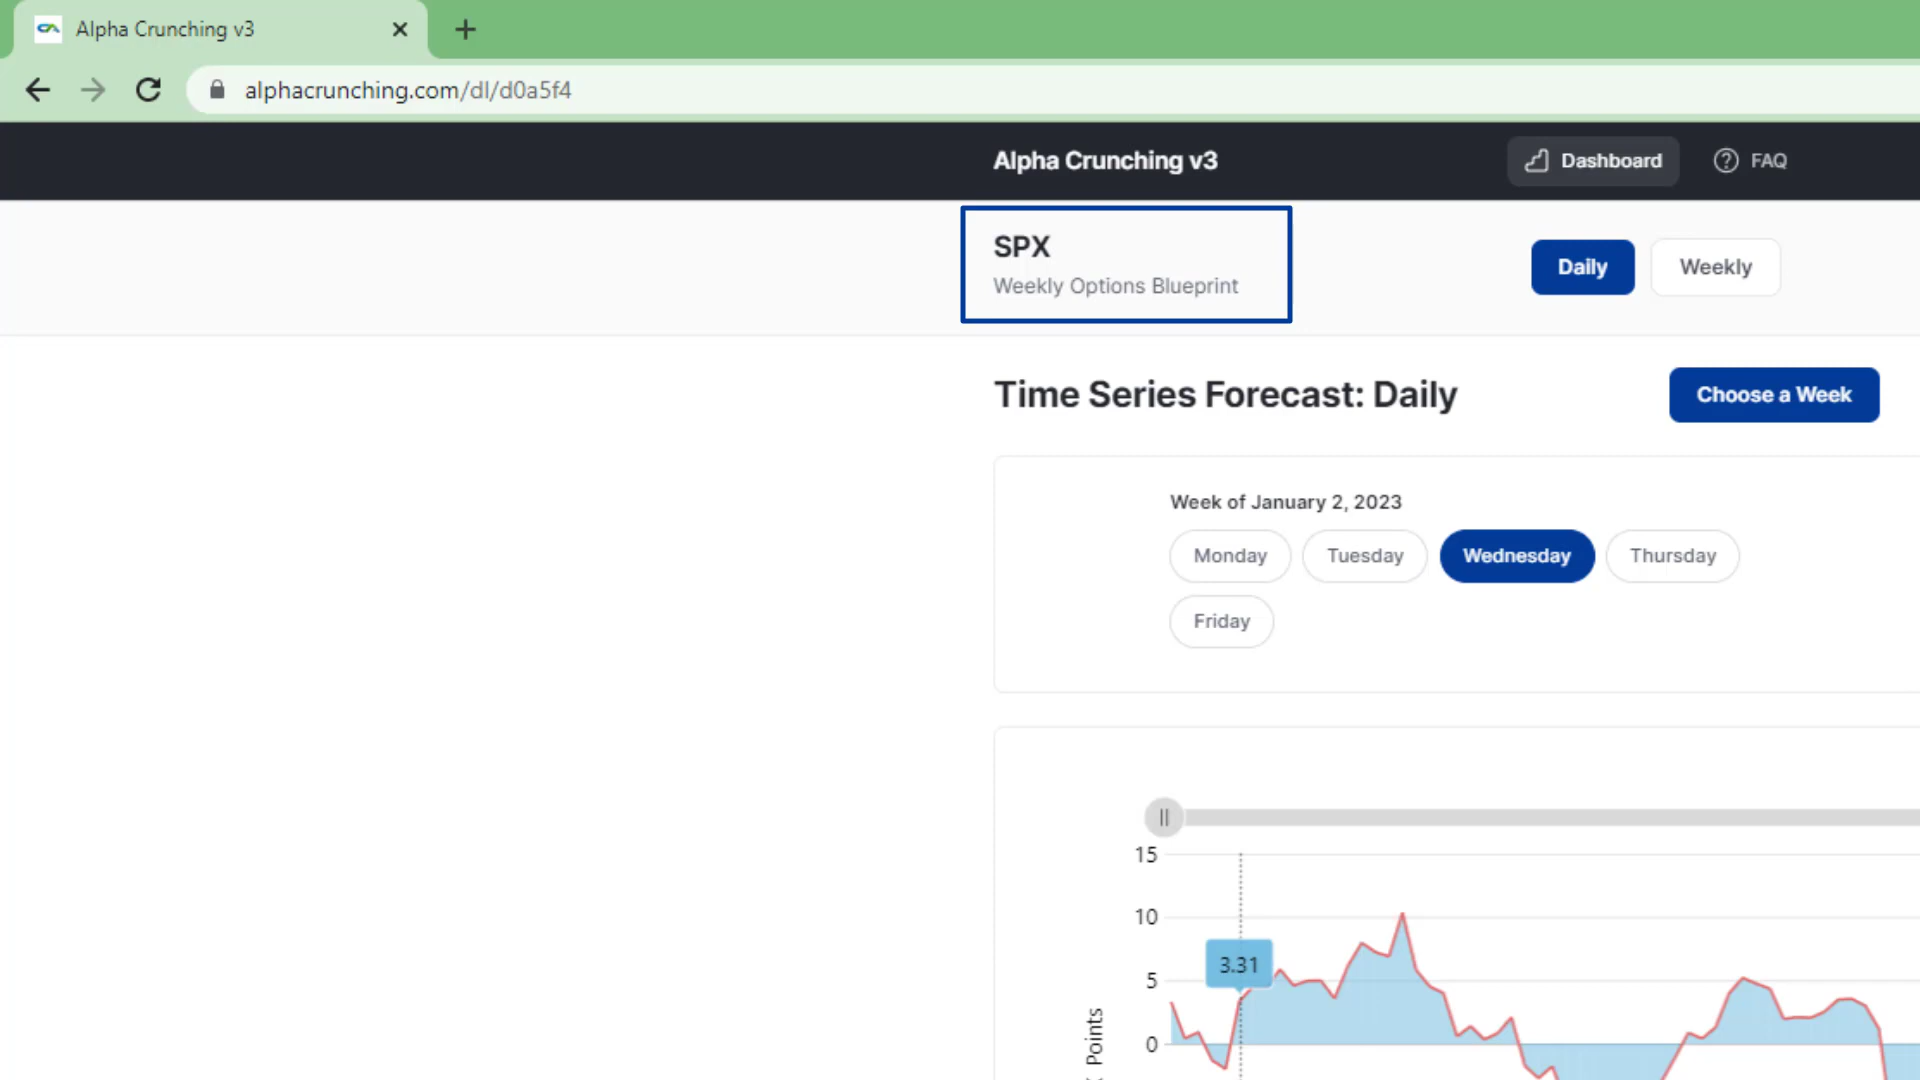 Alpha Crunching v3
alphacrunching.com/dl/d0a5f4
Alpha Crunching v3
Dashboard
FAQ
SPX
Weekly Options Blueprint
Daily
Weekly
Time Series Forecast: Daily
Choose a Week
Week of January 2, 2023
Monday
Tuesday
Wednesday
Thursday
Friday
15
10
3.31
5
0
Points